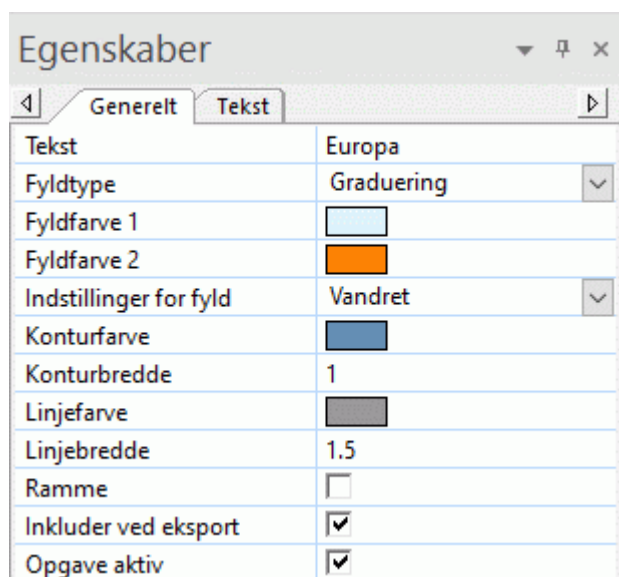 Egenskaber
Generelt Tekst
Tekst Europa
Fyldtype Graduering
Fyldfarve 1
Fyldfarve 2
Indstillinger for fyld Vandret
Konturfarve
Konturbredde 1
Linjefarve
Linjebredde 1.5
Ramme
Inkluder ved eksport
Opgave aktiv